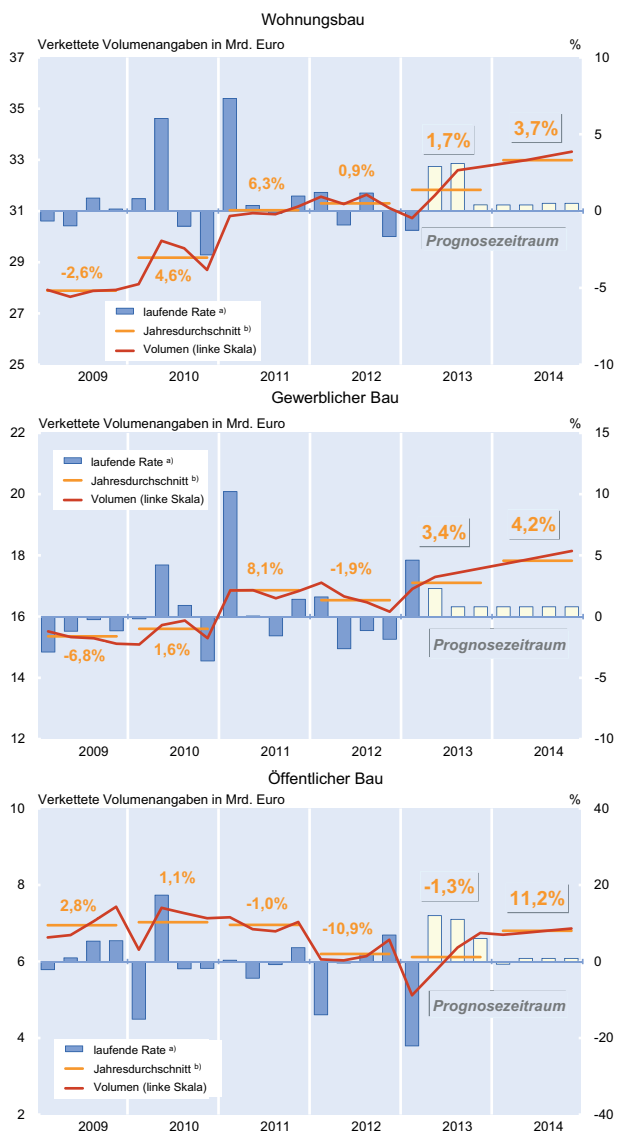 Wohnungsbau
Verkettete Volumenangaben in Mrd. Euro %
37 10
35
33 5
31 0
29
27 -5
25 -10
-2,6%
4,6%
6,3%
0,9%
1,7%
3,7%
Prognosezeitraum
laufende Rate a)
Jahresdurchschnitt b)
Volumen (linke Skala)
2009 2010 2011 2012 2013 2014
Gewerblicher Bau
Verkettete Volumenangaben in Mrd. Euro %
22 15
20 10
18 5
16 0
14 -5
12 -10
laufende Rate a)
Jahresdurchschnitt b)
Volumen (linke Skala)
-6,8%
1,6%
8,1%
-1,9%
3,4%
4,2%
Prognosezeitraum
2009 2010 2011 2012 2013 2014
Öffentlicher Bau
Verkettete Volumenangaben in Mrd. Euro %
10 40
8 20
6 0
4 -20
2 -40
2,8%
1,1%
-1,0%
-10,9%
-1,3%
11,2%
Prognosezeitraum
laufende Rate a)
Jahresdurchschnitt b)
Volumen (linke Skala)
2009 2010 2011 2012 2013 2014